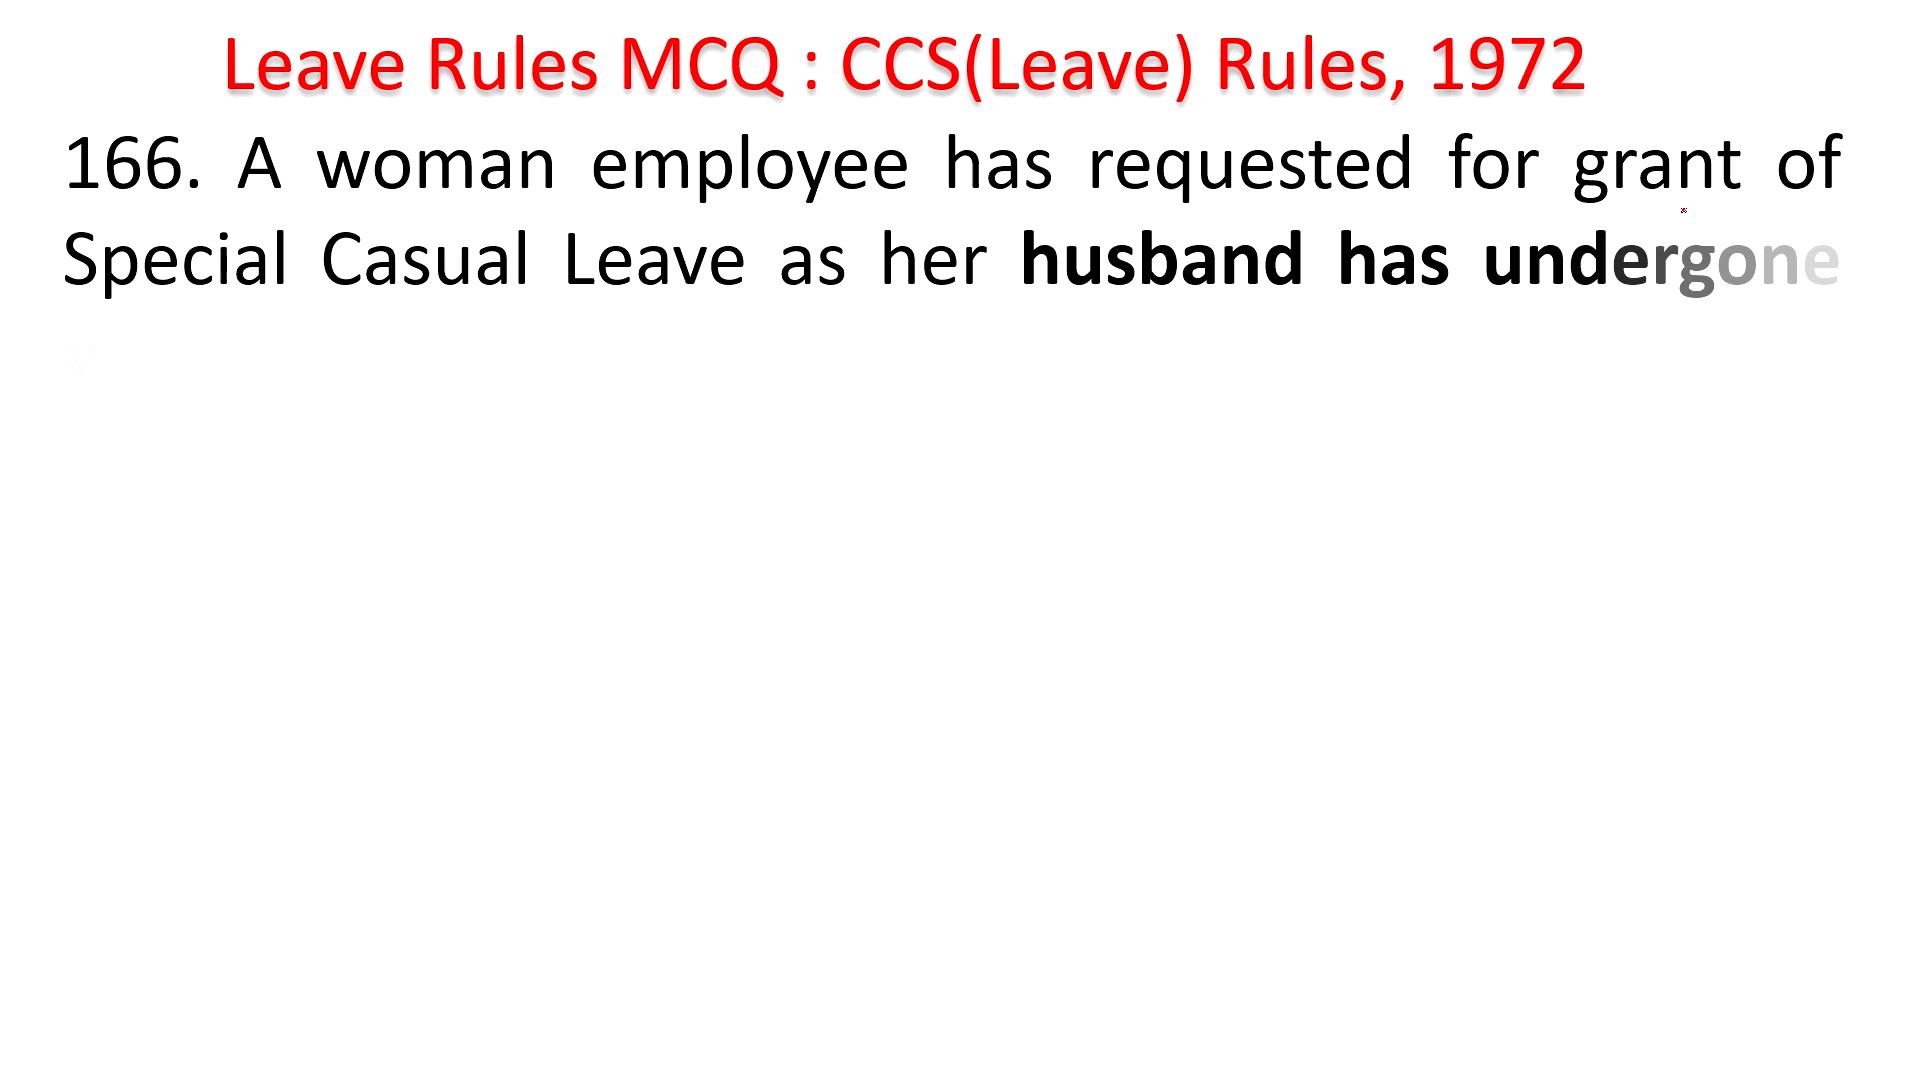 Leave Rules MCQ : CCS(Leave) Rules, 1972
166. A woman employee has requested for grant of
Special Casual Leave as her husband has undergone